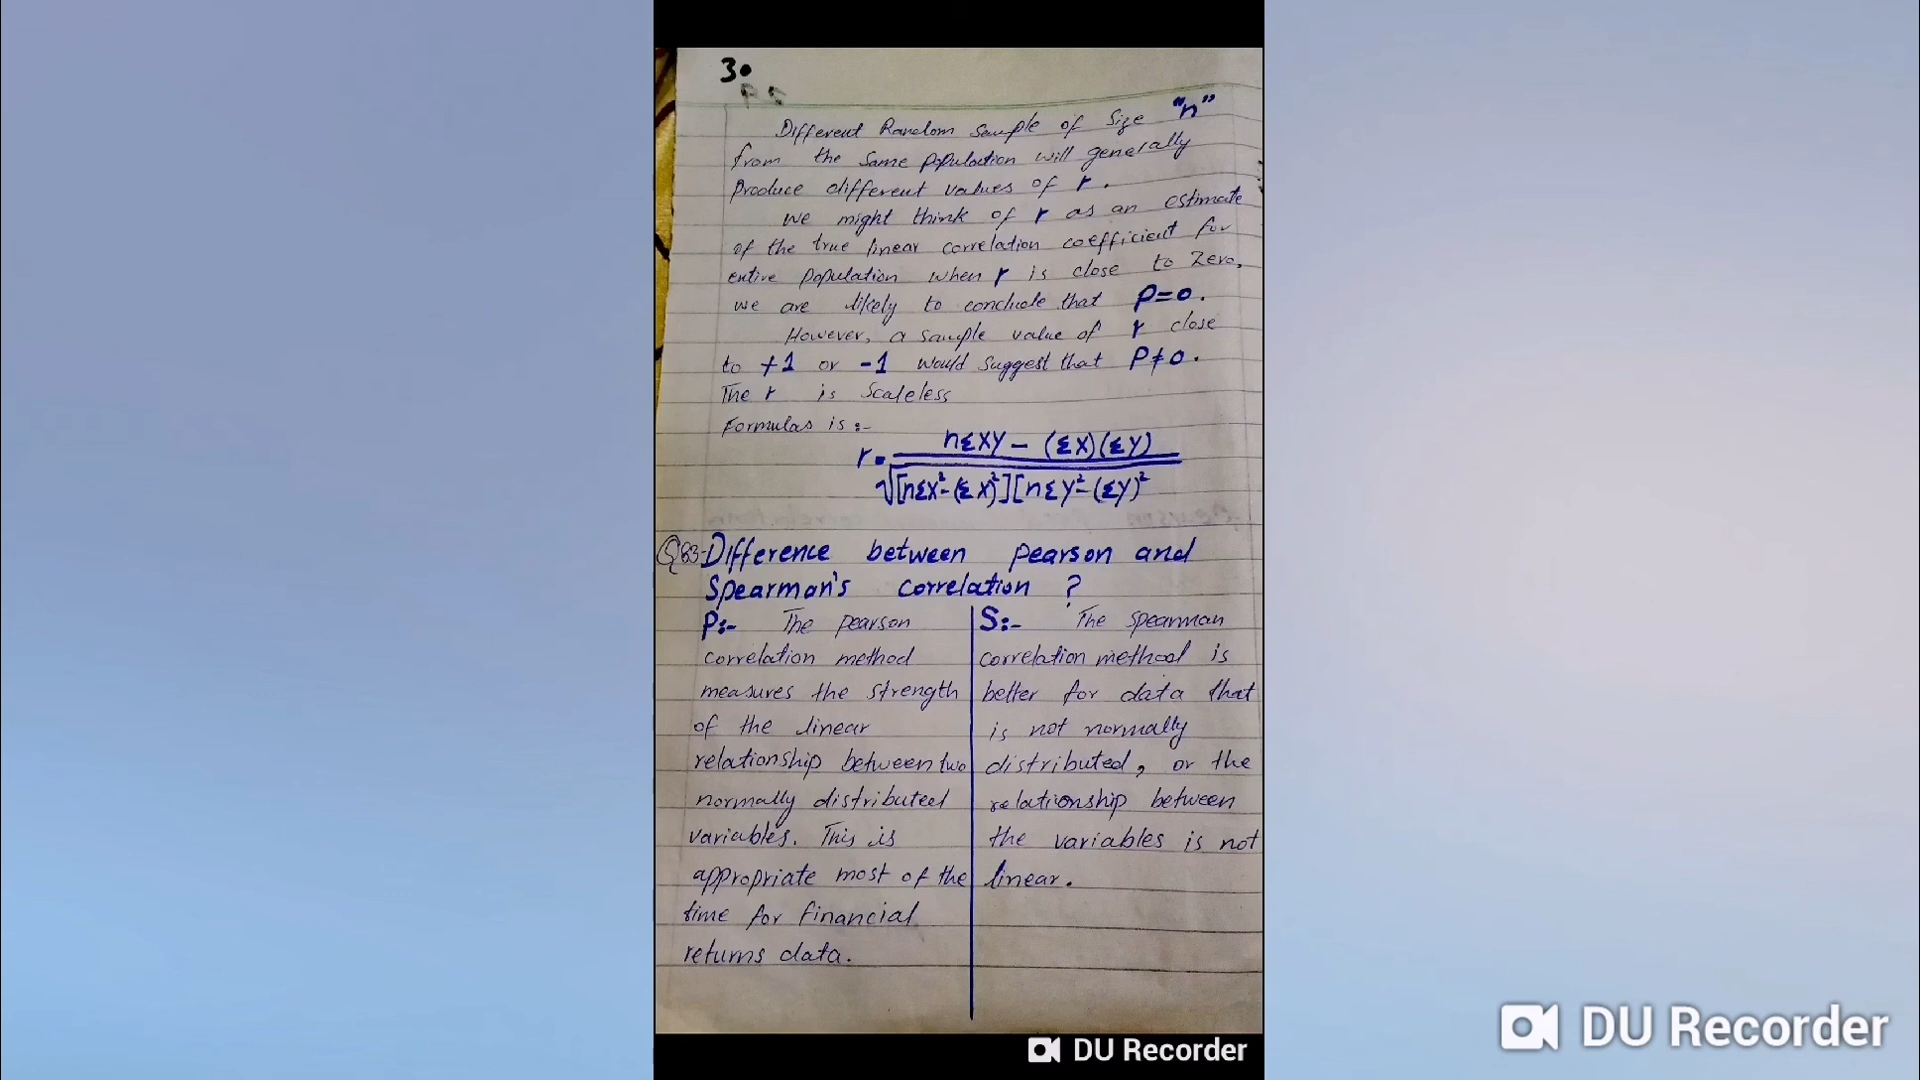 30
Different Random sample of size "n"
from the same population will generally
produce different values of r.
we might think of r as an estimate
of the true linear correlation coefficient for
entire population when r is close to zero,
we are likely to conclude that P=0.
However, a sample value of r close
to +1 or -1 would suggest that P≠0.
The r is scaleless
Formulas is:-
r = nΣXY - (ΣX)(ΣY)
√[nΣX²-(ΣX)²][nΣY²-(ΣY)²
Q83-Difference between pearson and
Spearman's correlation ?
P:- The pearson
correlation method
measures the strength
of the linear
relationship between two
normally distributed
variables. This is
appropriate most of the
time for financial
returns data.
S:- The spearman
correlation method is
better for data that
is not normally
distributed, or the
relationship between
the variables is not
linear.
DU Recorder
DU Recorder